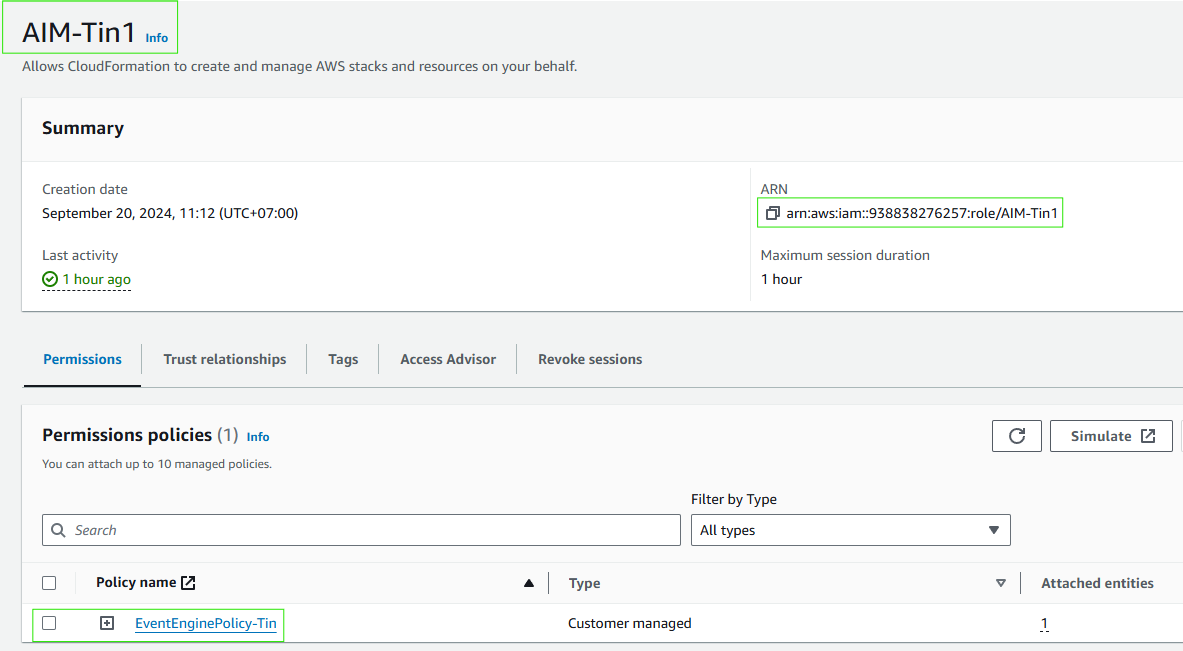 AIM-Tin1 Info
Allows CloudFormation to create and manage AWS stacks and resources on your behalf.
Summary
Creation date
September 20, 2024, 11:12 (UTC+07:00)
ARN
arn:aws:iam::938838276257:role/AIM-Tin1
Last activity
1 hour ago
Maximum session duration
1 hour
Permissions Trust relationships Tags Access Advisor Revoke sessions
Permissions policies (1) Info
You can attach up to 10 managed policies.
Simulate
Filter by Type
Search All types
Policy name Type Attached entities
EventEnginePolicy-Tin Customer managed 1